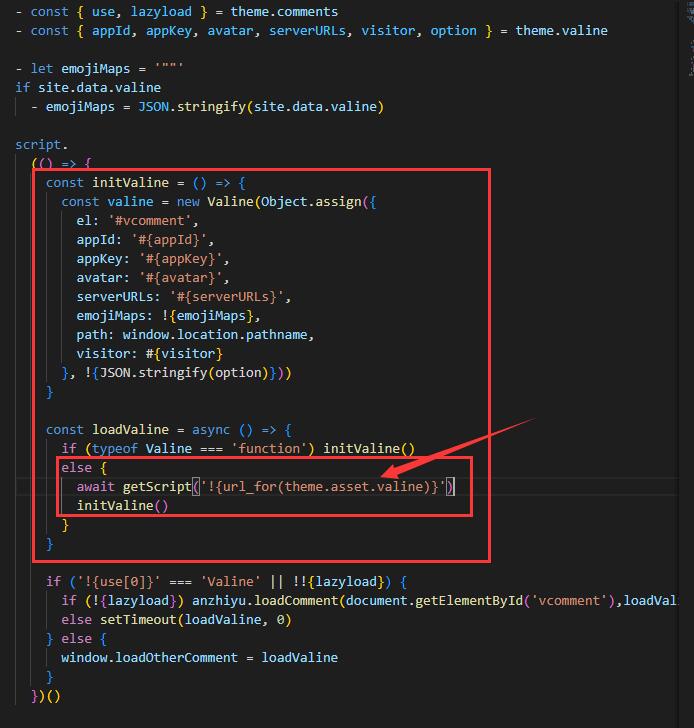 - const { use, lazyload } = theme.comments
- const { appId, appKey, avatar, serverURLs, visitor, option } = theme.valine
- let emojiMaps = '""'
if site.data.valine
- emojiMaps = JSON.stringify(site.data.valine)
script.
(() => {
const initValine = () => {
const valine = new Valine(Object.assign({
el: '#vcomment',
appId: '#{appId}',
appKey: '#{appKey}',
avatar: '#{avatar}',
serverURLs: '#{serverURLs}',
emojiMaps: !{emojiMaps},
path: window.location.pathname,
visitor: #{visitor}
}, !{JSON.stringify(option)}))
}
const loadValine = async () => {
if (typeof Valine === 'function') initValine()
else {
await getScript('!{url_for(theme.asset.valine)}')
initValine()
}
}
if ('!{use[0]}' === 'Valine' || !!{lazyload}) {
if (!{lazyload}) anzhiyu.loadComment(document.getElementById('vcomment'),loadVal
else setTimeout(loadValine, 0)
} else {
window.loadOtherComment = loadValine
}
})()